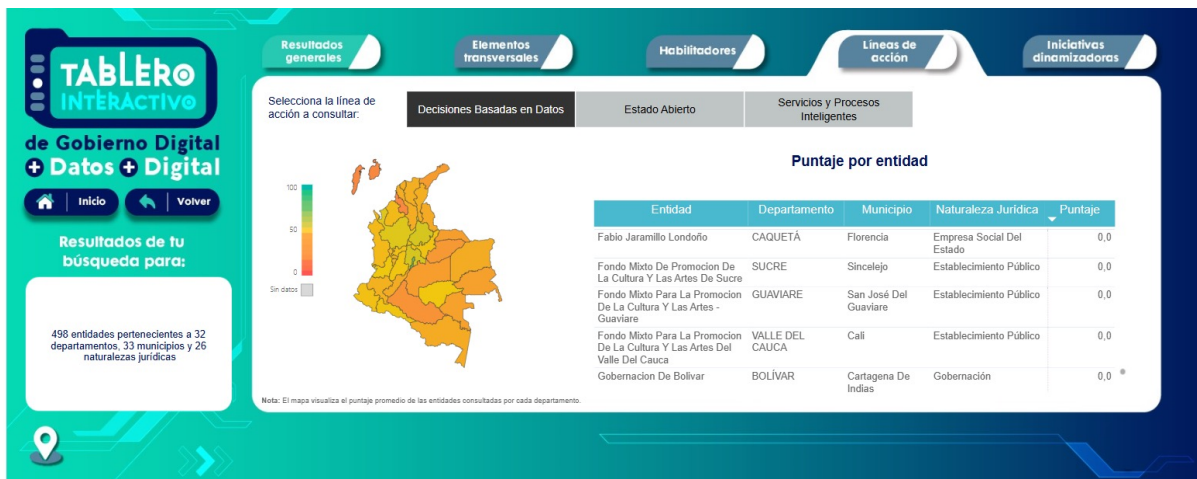 TABLERO
INTERACTIVO
de Gobierno Digital
+ Datos + Digital
Inicio
Volver
Resultados de tu
búsqueda para:
498 entidades pertenecientes a 32
departamentos, 33 municipios y 26
naturalezas jurídicas
Resultados
generales
Elementos
transversales
Habilitadores
Líneas de
acción
Iniciativas
dinamizadoras
Selecciona la línea de
acción a consultar:
Decisiones Basadas en Datos
Estado Abierto
Servicios y Procesos
Inteligentes
100
50
0
Sin datos
Puntaje por entidad
Entidad Departamento Municipio Naturaleza Jurídica Puntaje
Fabio Jaramillo Londoño CAQUETÁ Florencia Empresa Social Del 0,0
Estado
Fondo Mixto De Promocion De SUCRE Sincelejo Establecimiento Público 0,0
La Cultura Y Las Artes De Sucre
Fondo Mixto Para La Promocion GUAVIARE San José Del Establecimiento Público 0,0
De La Cultura Y Las Artes - Guaviare
Guaviare
Fondo Mixto Para La Promocion VALLE DEL Cali Establecimiento Público 0,0
De La Cultura Y Las Artes Del CAUCA
Valle Del Cauca
Gobernacion De Bolivar BOLÍVAR Cartagena De Gobernación 0,0
Indias
Nota: El mapa visualiza el puntaje promedio de las entidades consultadas por cada departamento.